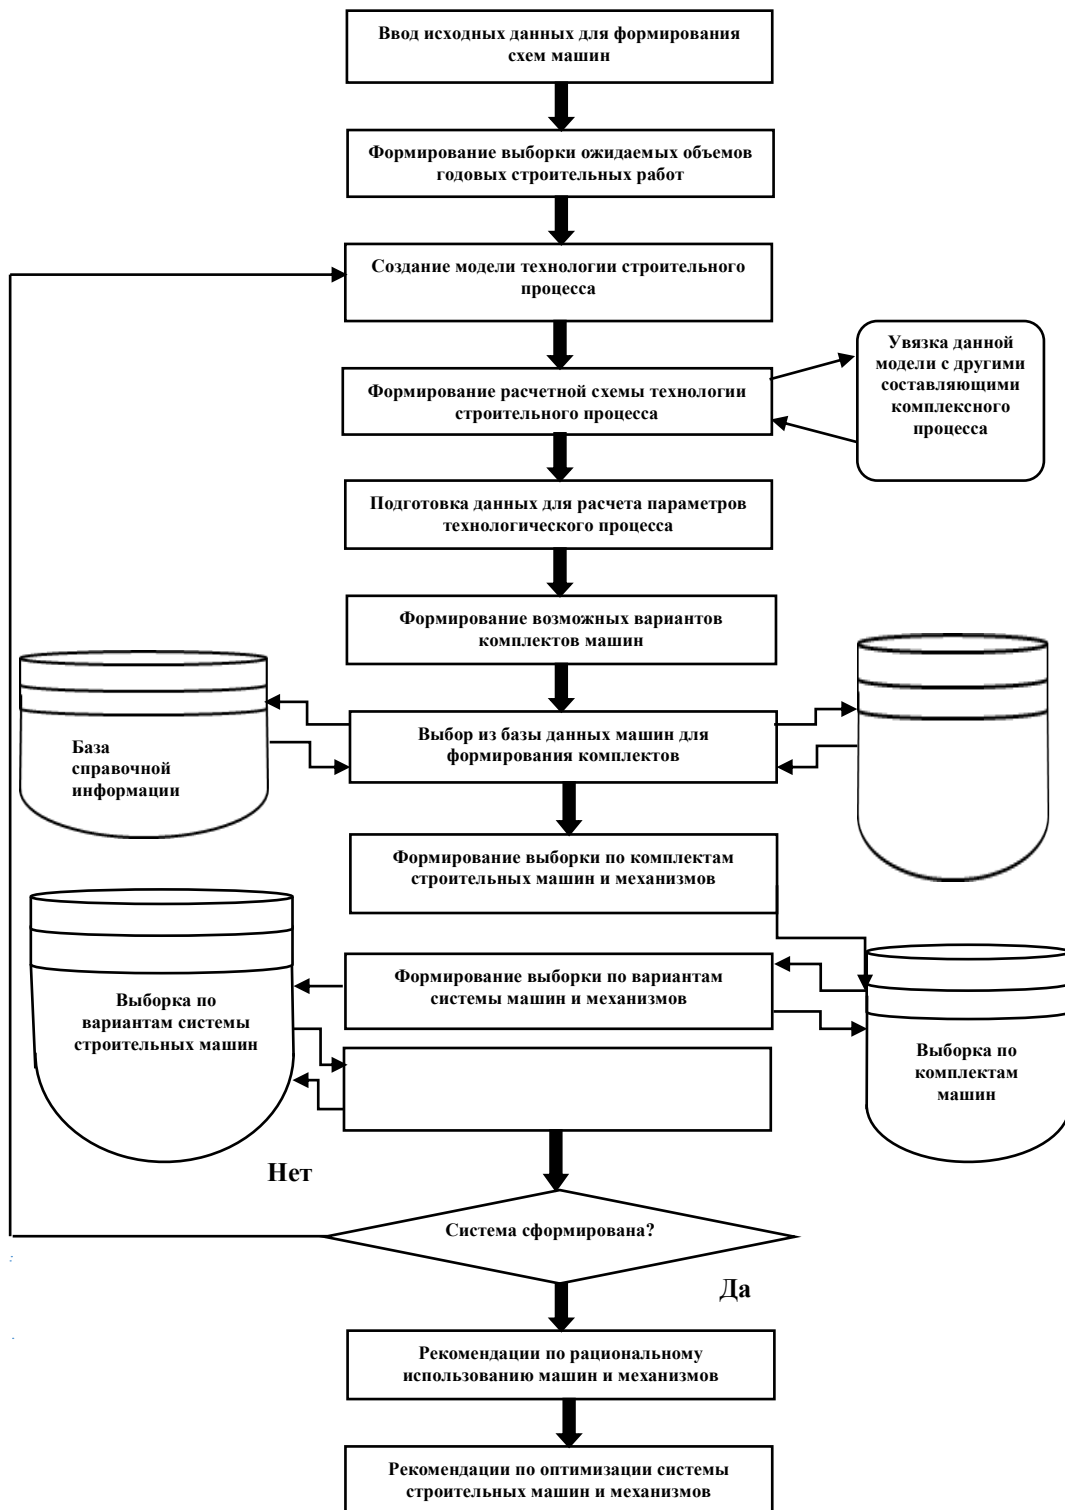 Ввод исходных данных для формирования
схем машин
Формирование выборки ожидаемых объемов
годовых строительных работ
Создание модели технологии строительного
процесса
Формирование расчетной схемы технологии
строительного процесса
Увязка данной
модели с другими
составляющими
комплексного
процесса
Подготовка данных для расчета параметров
технологического процесса
Формирование возможных вариантов
комплектов машин
База
справочной
информации
Выбор из базы данных машин для
формирования комплектов
Формирование выборки по комплектам
строительных машин и механизмов
Формирование выборки по вариантам
системы машин и механизмов
Выборка по
вариантам системы
строительных машин
Выборка по
комплектам
машин
Нет
Система сформирована?
Да
Рекомендации по рациональному
использованию машин и механизмов
Рекомендации по оптимизации системы
строительных машин и механизмов